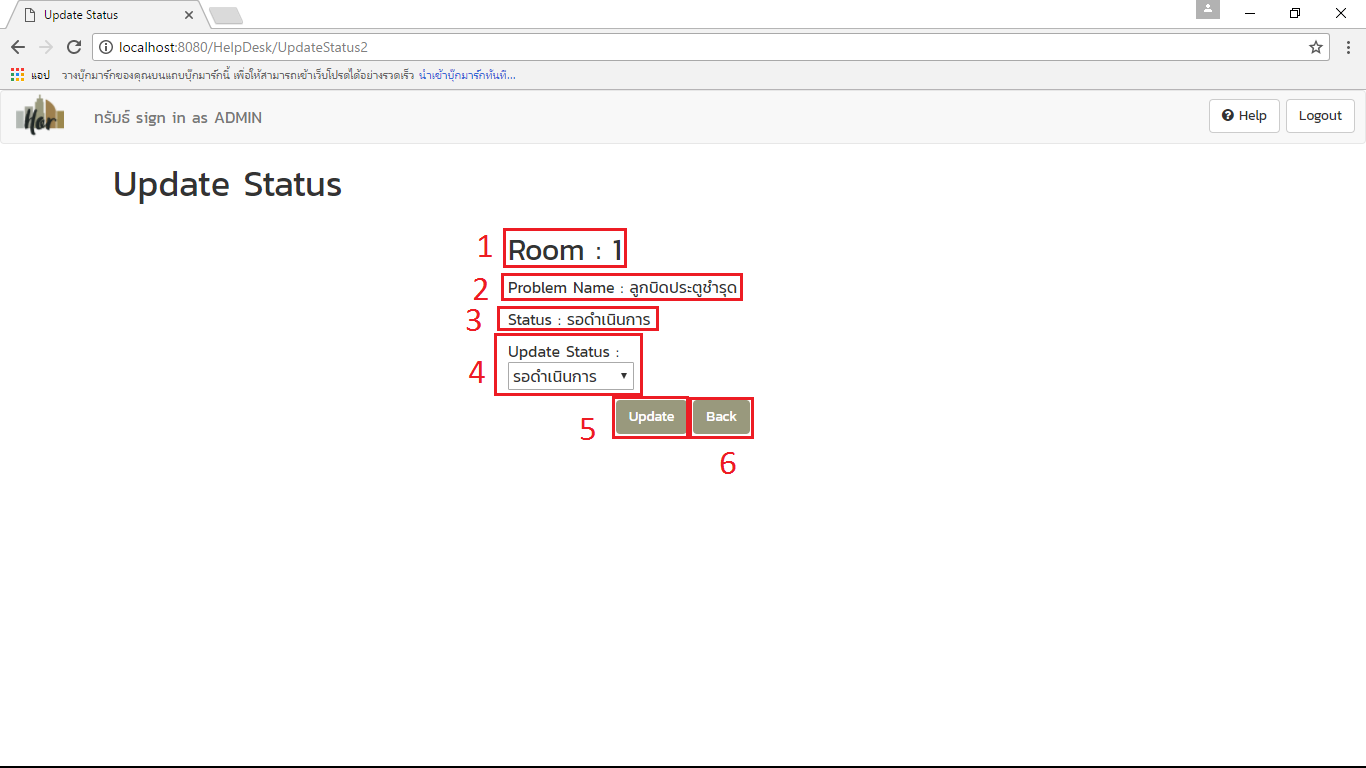 Update Status
localhost:8080/HelpDesk/UpdateStatus2
แอป วางบุ๊กมาร์กของคุณบนแถบบุ๊กมาร์กนี้ เพื่อให้สามารถเข้าเว็บโปรดได้อย่างรวดเร็ว นำเข้าบุ๊กมาร์กทันที...
Hor ทรัมธ์ sign in as ADMIN Help Logout
Update Status
1 Room : 1
2 Problem Name : ลูกบิดประตูชำรุด
3 Status : รอดำเนินการ
Update Status :
4 รอดำเนินการ
5 Update Back
6